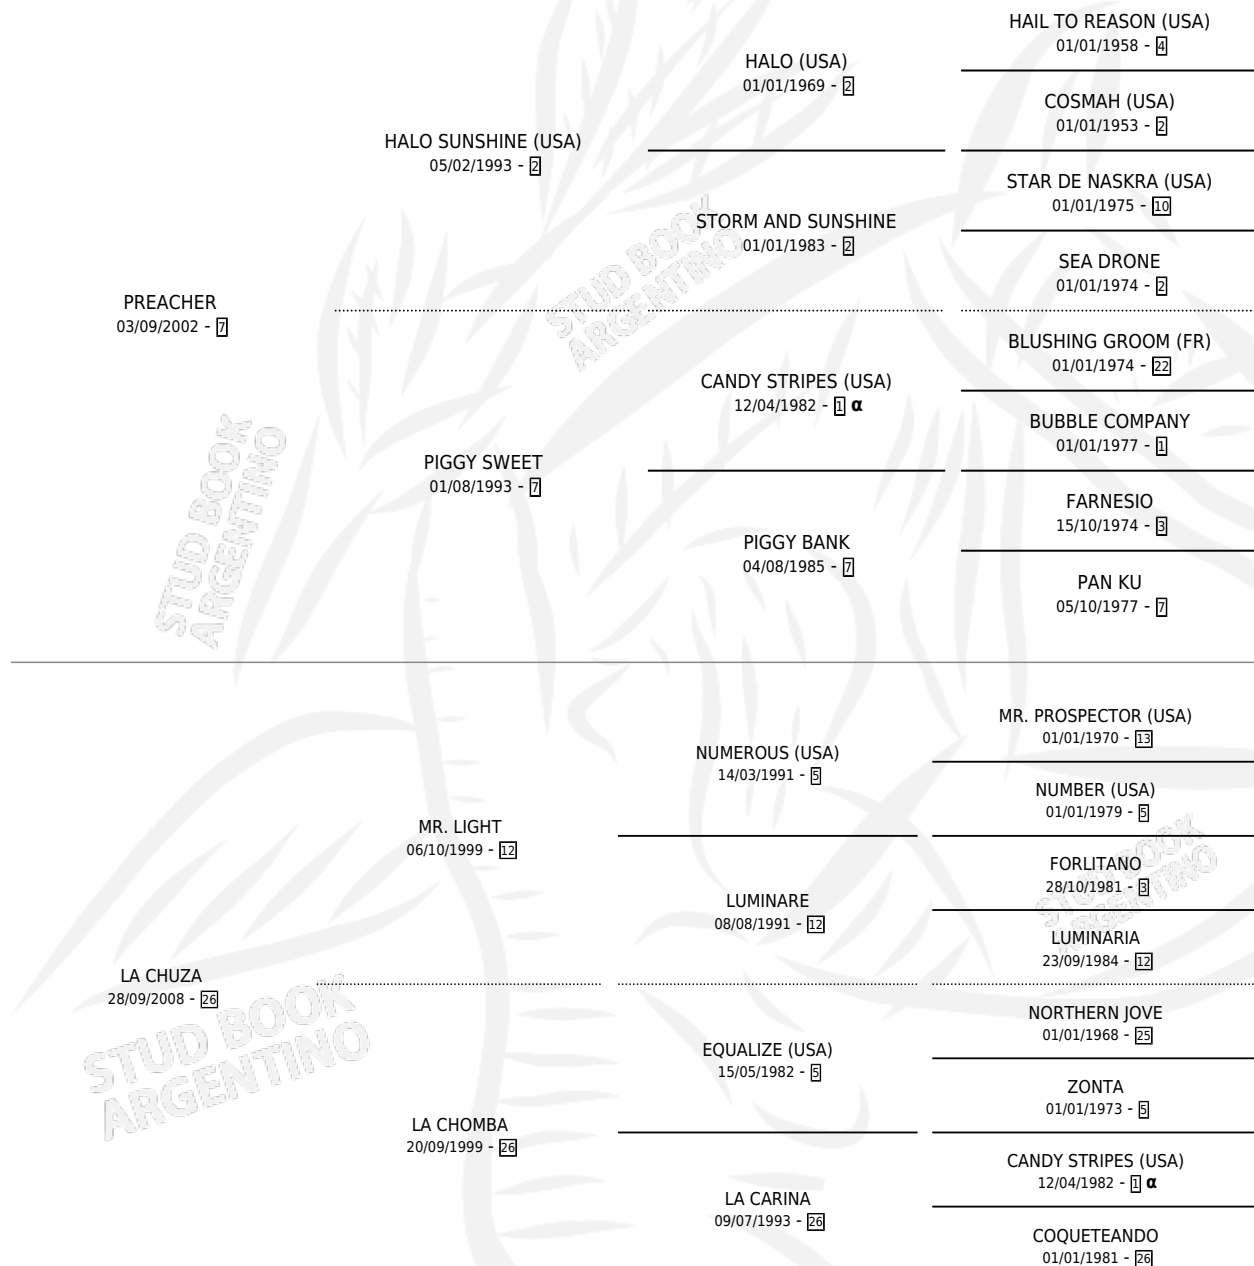 HAIL TO REASON (USA)
01/01/1958 - 4
HALO (USA)
01/01/1969 - 2
COSMAH (USA)
01/01/1953 - 2
HALO SUNSHINE (USA)
05/02/1993 - 2
STAR DE NASKRA (USA)
01/01/1975 - 10
STORM AND SUNSHINE
01/01/1983 - 2
SEA DRONE
01/01/1974 - 2
PREACHER
03/09/2002 - 7
BLUSHING GROOM (FR)
01/01/1974 - 22
CANDY STRIPES (USA)
12/04/1982 - 1 α
BUBBLE COMPANY
01/01/1977 - 1
PIGGY SWEET
01/08/1993 - 7
FARNESIO
15/10/1974 - 3
PIGGY BANK
04/08/1985 - 7
PAN KU
05/10/1977 - 7
MR. PROSPECTOR (USA)
01/01/1970 - 13
NUMEROUS (USA)
14/03/1991 - 5
NUMBER (USA)
01/01/1979 - 5
MR. LIGHT
06/10/1999 - 12
FORLITANO
28/10/1981 - 3
LUMINARE
08/08/1991 - 12
LUMINARIA
23/09/1984 - 12
LA CHUZA
28/09/2008 - 26
NORTHERN JOVE
01/01/1968 - 25
EQUALIZE (USA)
15/05/1982 - 5
ZONTA
01/01/1973 - 5
LA CHOMBA
20/09/1999 - 26
CANDY STRIPES (USA)
12/04/1982 - 1 α
LA CARINA
09/07/1993 - 26
COQUETEANDO
01/01/1981 - 26
STUD BOOK
ARGENTINO
STUD BOOK
ARGENTINO
STUD BOOK
ARGENTINO
STUD BOOK
ARGENTINO